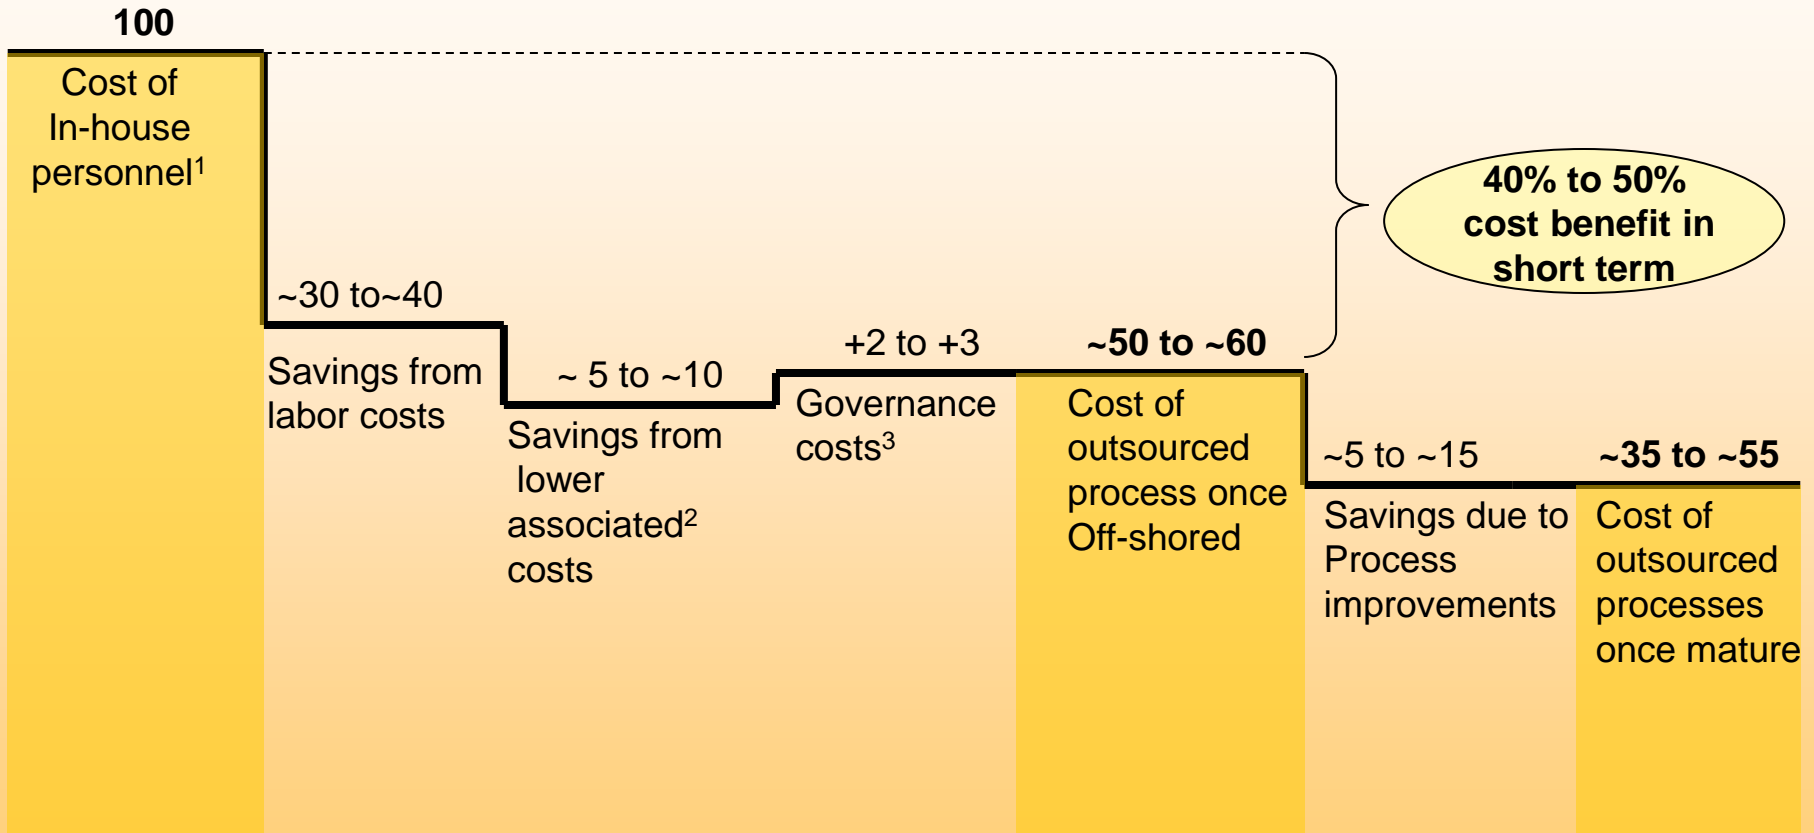 100
Cost of
In-house
personnel¹
~30 to~40
Savings from
labor costs
~ 5 to ~10
Savings from
lower
associated²
costs
+2 to +3
Governance
costs³
~50 to ~60
Cost of
outsourced
process once
Off-shored
40% to 50%
cost benefit in
short term
~5 to ~15
Savings due to
Process
improvements
~35 to ~55
Cost of
outsourced
processes
once mature